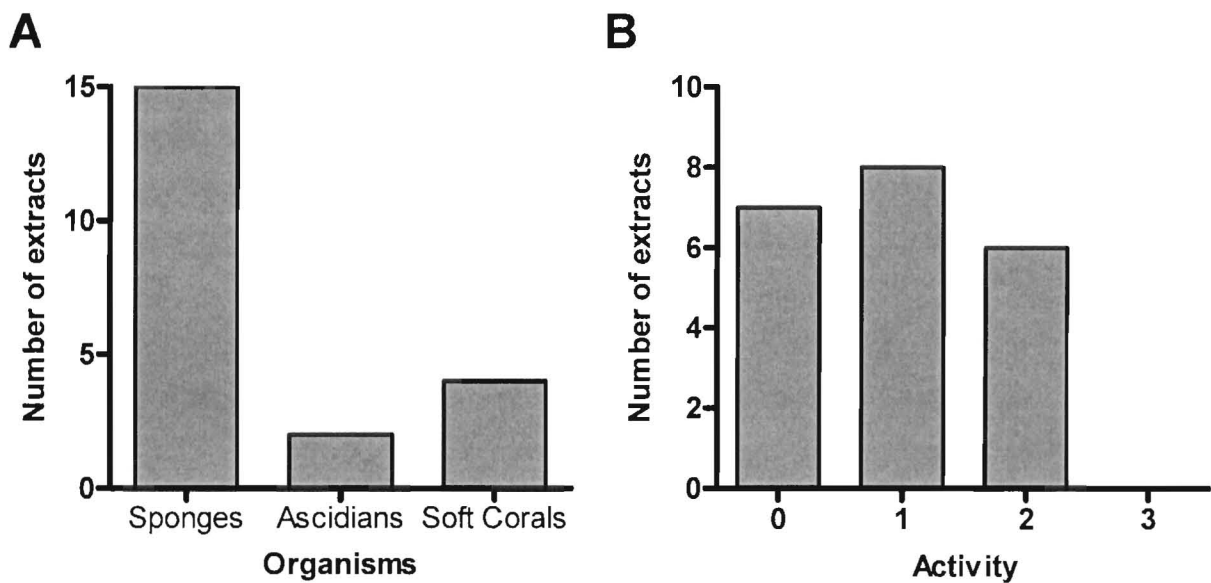 A
Number of extracts
15
10
5
0
Sponges Ascidians Soft Corals
Organisms
B
Number of extracts
10
8
6
4
2
0
0 1 2 3
Activity